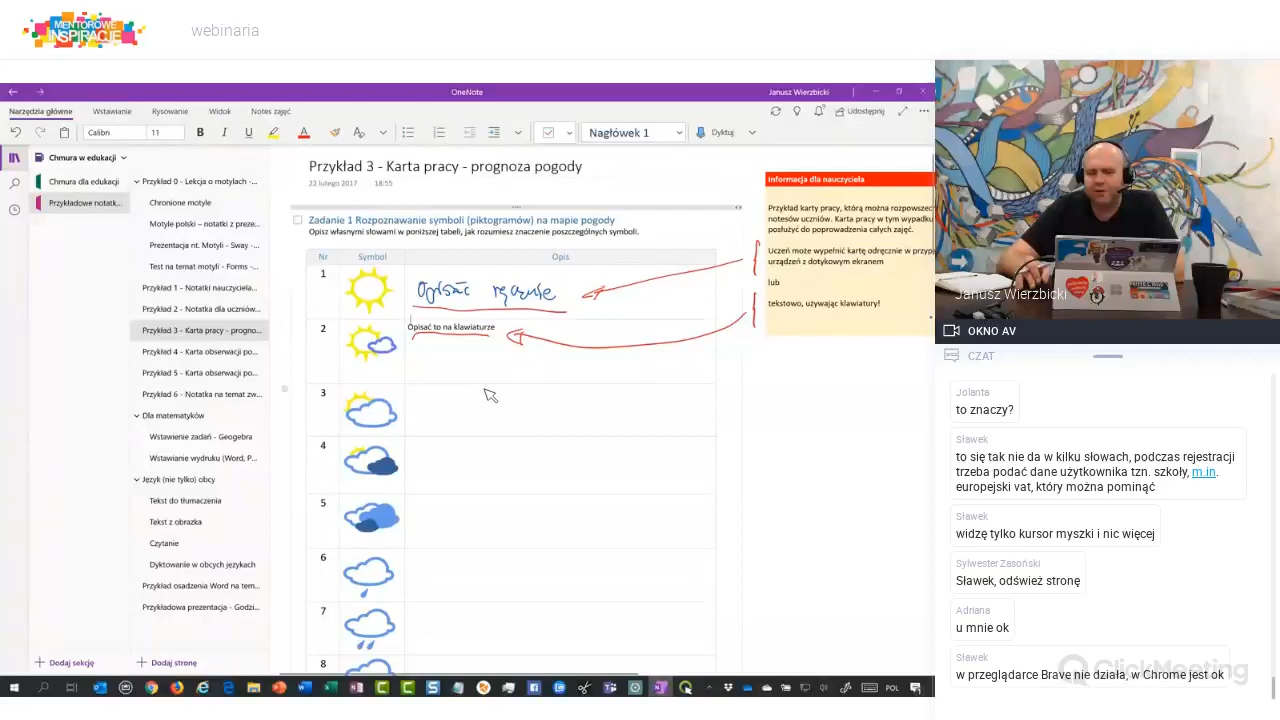 MENTOROWE
INSPIRACJE
webinaria
OneNote
Janusz Wierzbicki
Narzędzia główne
Wstawianie
Rysowanie
Widok
Notes zajęć
Udostępnij
Calibri
11
B
I
U
A
Nagłówek 1
Dyktuj
Chmura w edukacji
Chmura dla edukacji
Przykładowe notatk...
Przykład 0 - Lekcja o motylach -...
Chronione motyle
Motyle polski – notatki z preze...
Prezentacja nt. Motyli - Sway -...
Test na temat motyli - Forms -...
Przykład 1 - Notatki nauczyciela...
Przykład 2 - Notatka dla uczniów...
Przykład 3 - Karta pracy - progno...
Przykład 4 - Karta obserwacji po...
Przykład 5 - Karta obserwacji po...
Przykład 6 - Notatka na temat zw...
Dla matematyków
Wstawienie zadań - Geogebra
Wstawianie wydruku (Word, P...
Język (nie tylko) obcy
Tekst do tłumaczenia
Tekst z obrazka
Czytanie
Dyktowanie w obcych językach
Przykład osadzenia Word na tem...
Przykładowa prezentacja - Godzi...
Dodaj sekcję
Dodaj stronę
Przykład 3 - Karta pracy - prognoza pogody
22 lutego 2017 18:55
Zadanie 1 Rozpoznawanie symboli (piktogramów) na mapie pogody
Opisz własnymi słowami w poniższej tabeli, jak rozumiesz znaczenie poszczególnych symboli.
Nr Symbol Opis
1
Opisać ręcznie
2
Opisać to na klawiaturze
3
4
5
6
7
8
Informacja dla nauczyciela
Przykład karty pracy, którą można rozpowszech
notesów uczniów. Karta pracy w tym wypadku
posłużyć do poprowadzenia całych zajęć.
Uczeń może wypełnić kartę odręcznie w przypa
urządzeń z dotykowym ekranem
lub
tekstowo, używając klawiatury!
POL
Janusz Wierzbicki
OKNO AV
CZAT
Jolanta
to znaczy?
Sławek
to się tak nie da w kilku słowach, podczas rejestracji
trzeba podać dane użytkownika tzn. szkoły, m.in.
europejski vat, który można pominąć
Sławek
widzę tylko kursor myszki i nic więcej
Sylwester Zasoński
Sławek, odśwież stronę
Adriana
u mnie ok
Sławek
w przeglądarce Brave nie działa, w Chrome jest ok
ClickMeeting